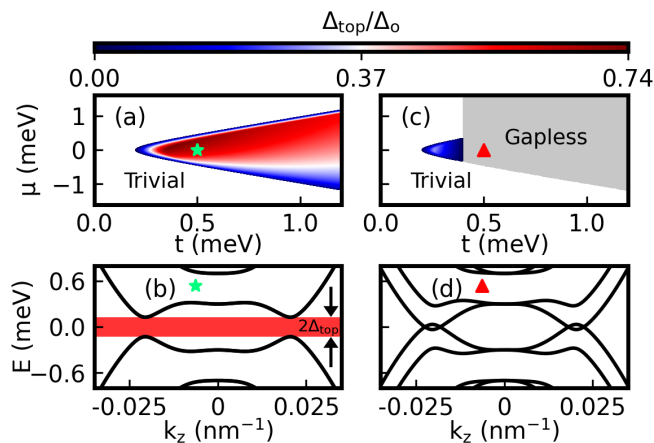 Δtop/Δo
0.00 0.37 0.74
(a) (c)
μ (meV)
1
0
−1
Trivial
Gapless
Trivial
0.0 0.5 1.0 0.0 0.5 1.0
t (meV) t (meV)
(b) (d)
E (meV)
0.6
0.0
−0.6
2Δtop
-0.025 0 0.025 -0.025 0 0.025
kz (nm−1) kz (nm−1)